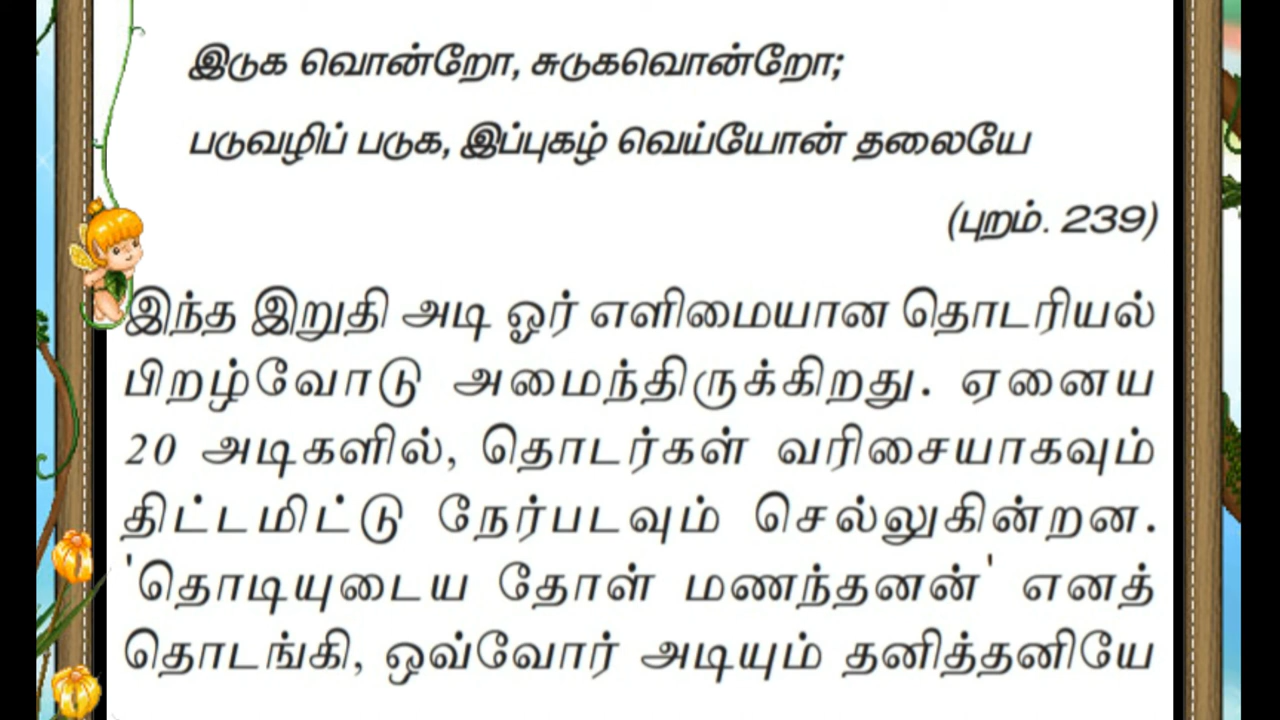 இடுக வொன்றோ, சுடுகவொன்றோ;
படுவழிப் படுக, இப்புகழ் வெய்யோன் தலையே
(புறம். 239)
இந்த இறுதி அடி ஓர் எளிமையான தொடரியல்
பிறழ்வோடு அமைந்திருக்கிறது. ஏனைய
20 அடிகளில், தொடர்கள் வரிசையாகவும்
திட்டமிட்டு நேர்படவும் செல்லுகின்றன.
'தொடியுடைய தோள் மணந்தனன்' எனத்
தொடங்கி, ஒவ்வோர் அடியும் தனித்தனியே